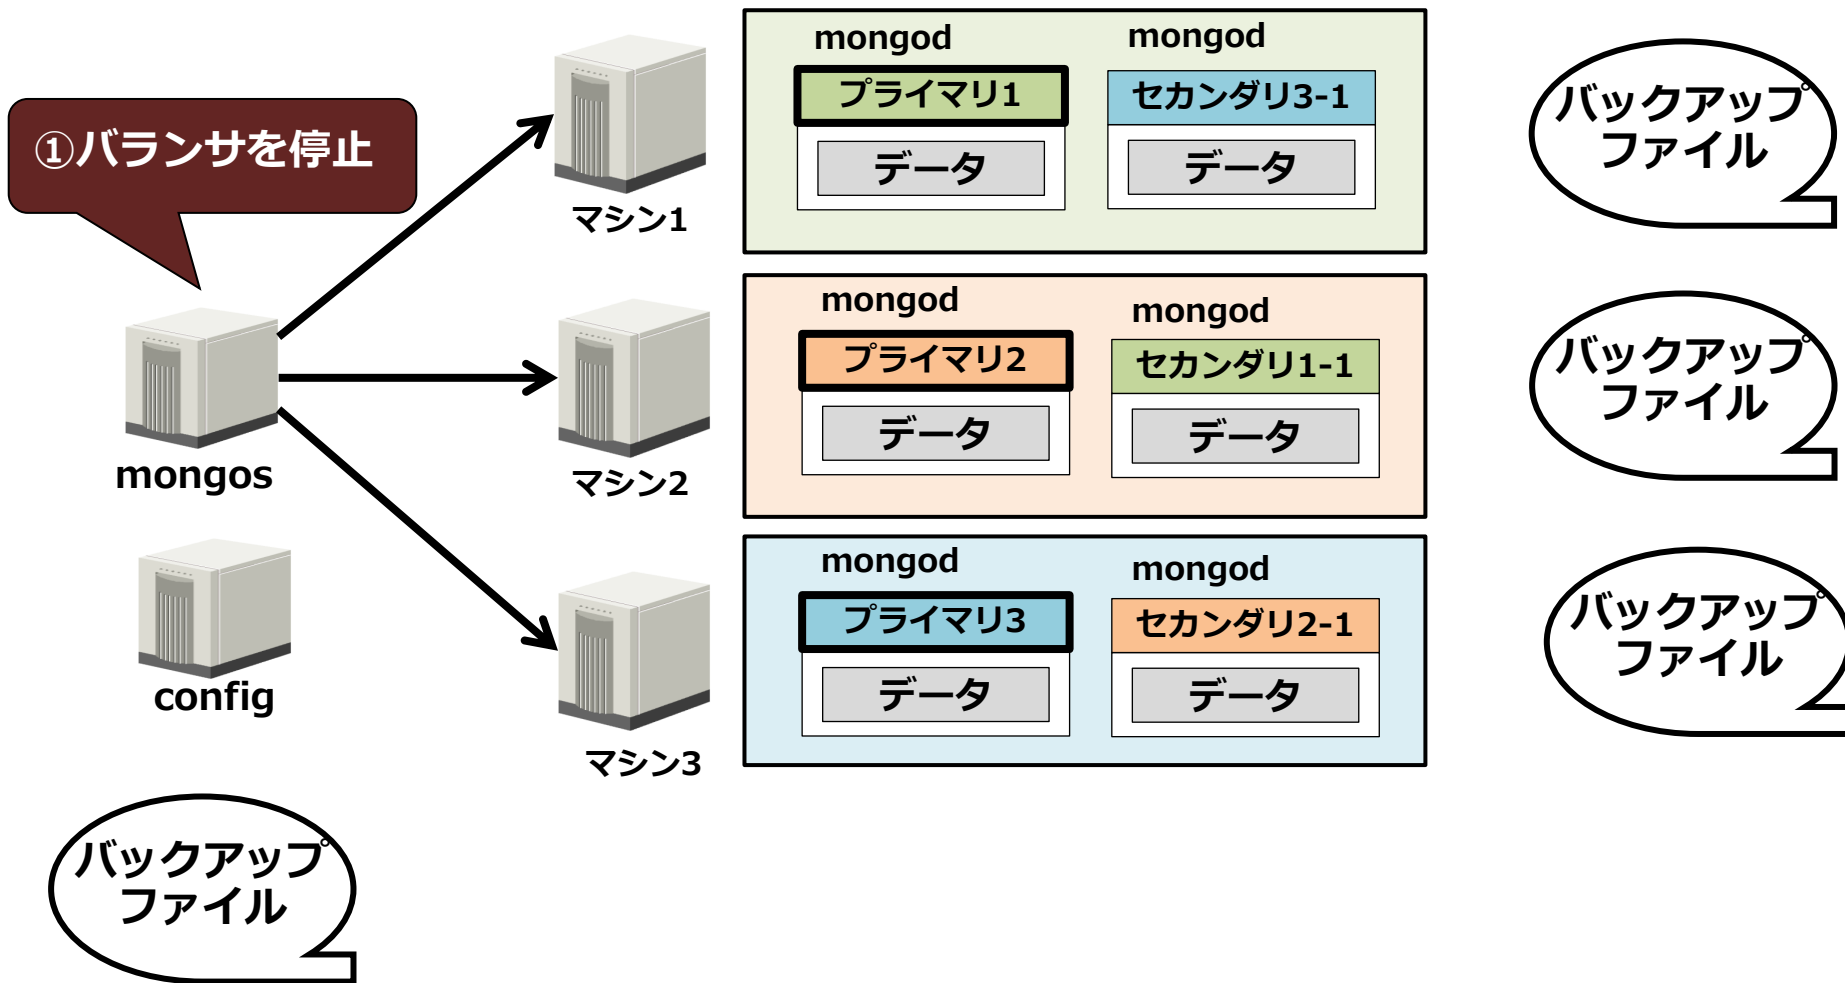 ①バランサを停止
mongos
config
バックアップ
ファイル
マシン1
mongod
プライマリ1
データ
mongod
セカンダリ3-1
データ
バックアップ
ファイル
マシン2
mongod
プライマリ2
データ
mongod
セカンダリ1-1
データ
バックアップ
ファイル
マシン3
mongod
プライマリ3
データ
mongod
セカンダリ2-1
データ
バックアップ
ファイル